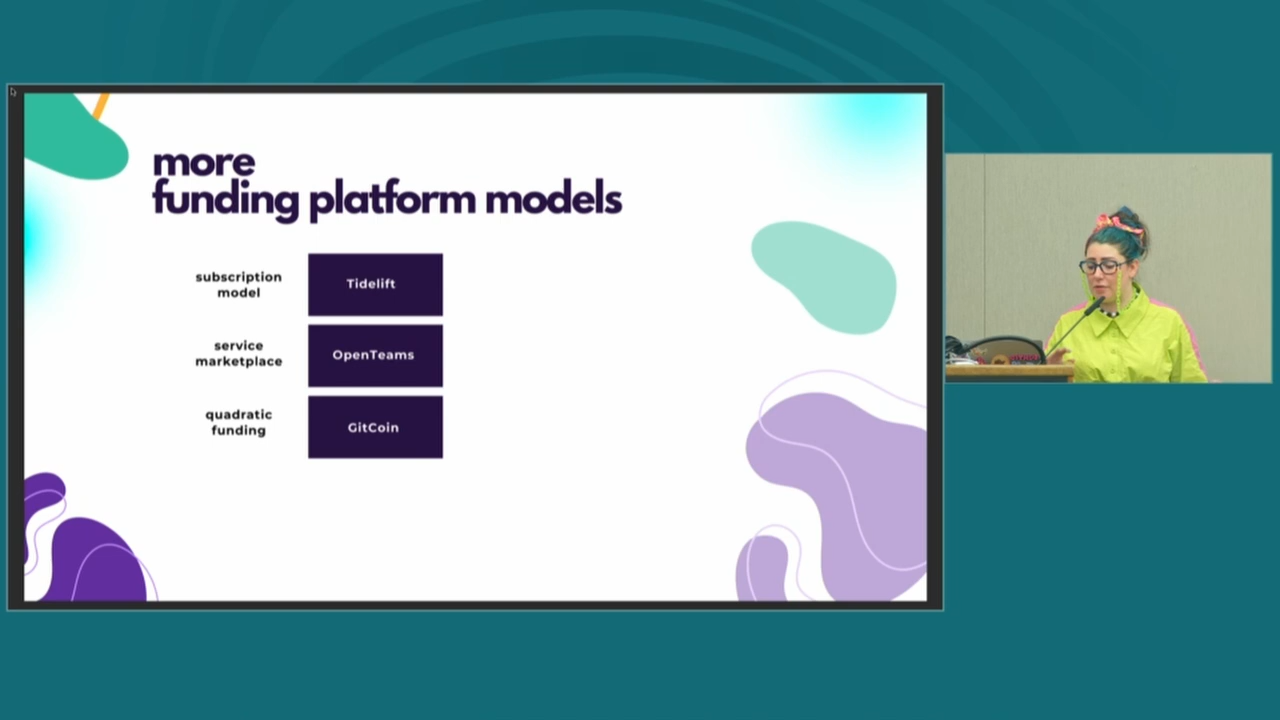 more
funding platform models
subscription
model
Tidelift
service
marketplace
OpenTeams
quadratic
funding
GitCoin